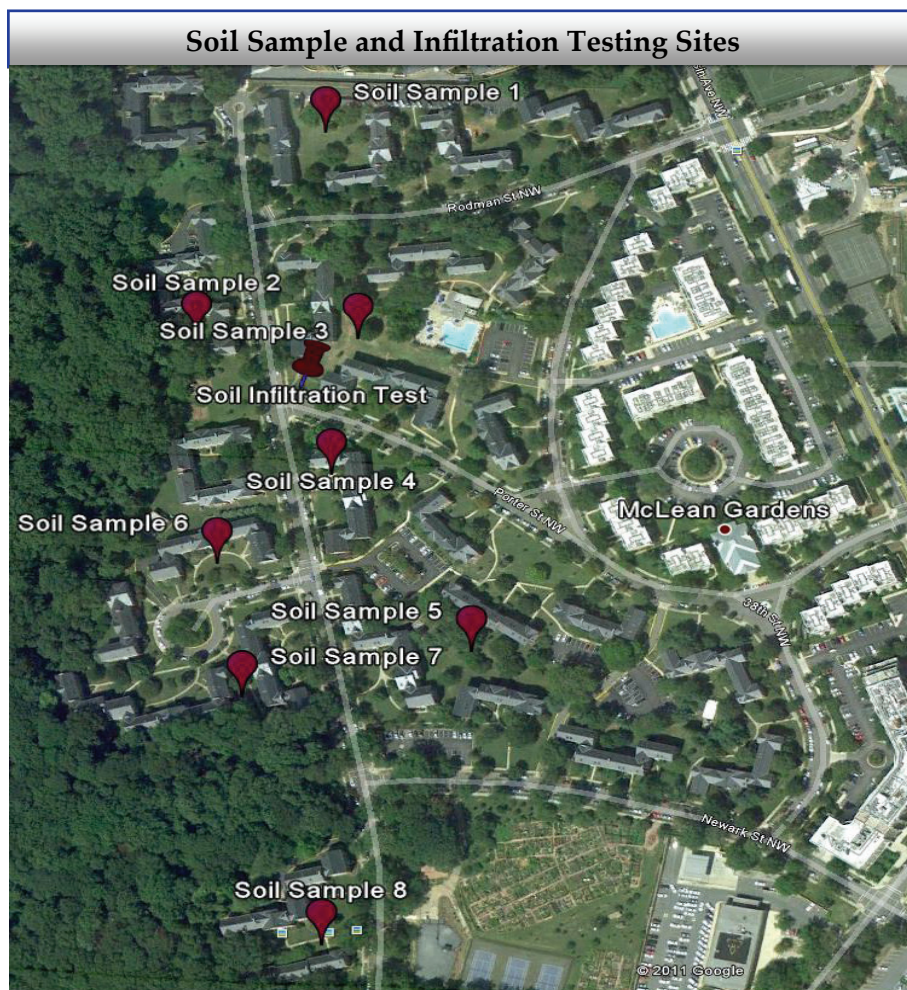 Soil Sample and Infiltration Testing Sites
Soil Sample 1
Rodman St NW
Soil Sample 2
Soil Sample 3
Soil Infiltration Test
Soil Sample 4
Porter St NW
McLean Gardens
Soil Sample 6
38th St NW
Soil Sample 5
Soil Sample 7
Newark St NW
Soil Sample 8
© 2011 Google